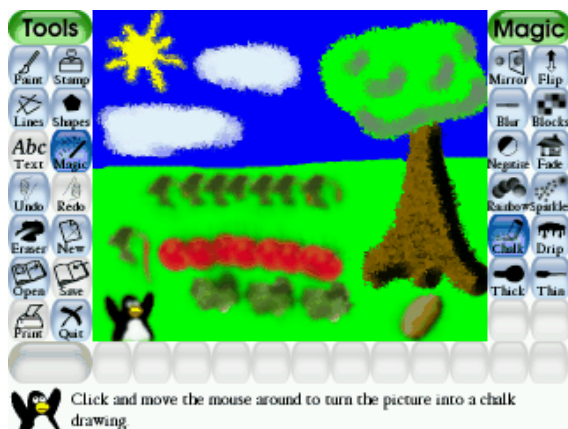 Tools
Magic
Paint
Stamp
Lines
Shapes
Abc
Text
Magic
Undo
Redo
Eraser
New
Open
Save
Print
Quit
Mirror
Flip
Blur
Blocks
Negative
Fade
Rainbow
Sparkles
Chalk
Drip
Thick
Thin
Click and move the mouse around to turn the picture into a chalk
drawing.